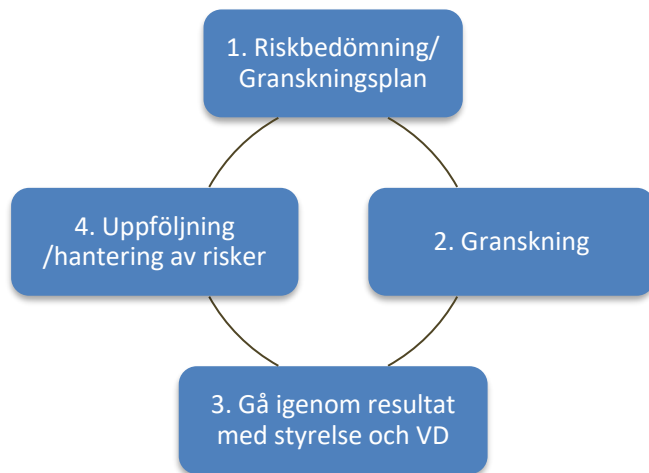 1. Riskbedömning/
Granskningsplan
2. Granskning
3. Gå igenom resultat
med styrelse och VD
4. Uppföljning
/hantering av risker